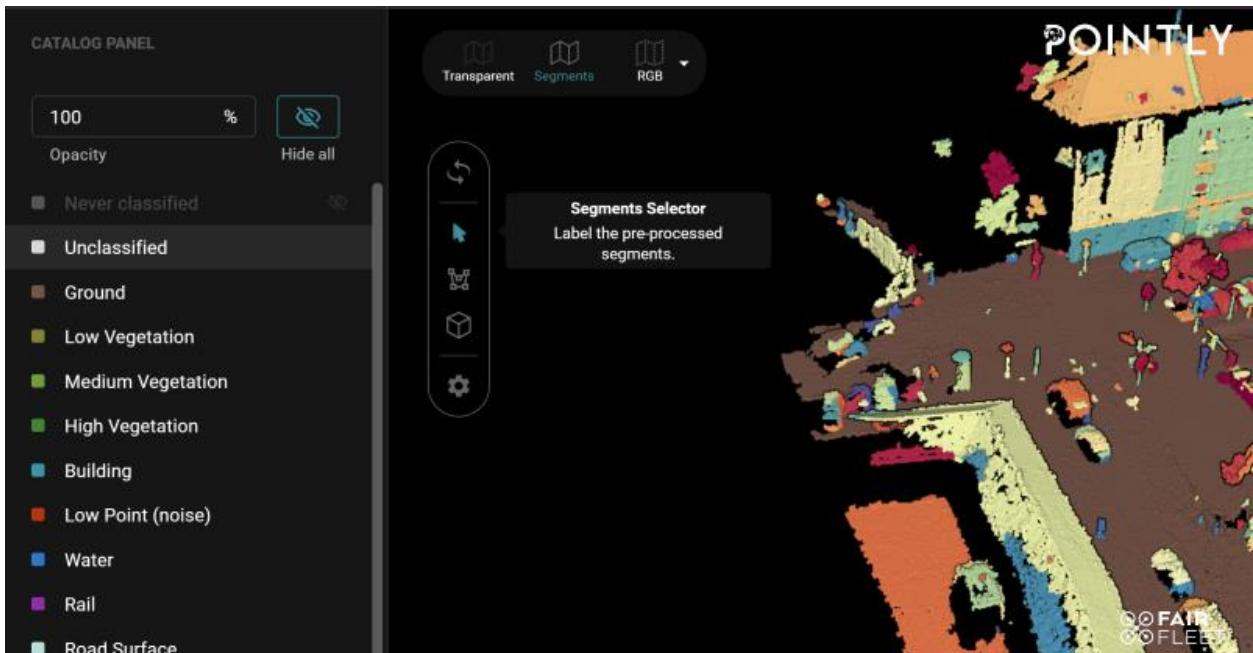 CATALOG PANEL
100 %
Opacity
Hide all
Never classified
Unclassified
Ground
Low Vegetation
Medium Vegetation
High Vegetation
Building
Low Point (noise)
Water
Rail
Road Surface
Transparent
Segments
RGB
Segments Selector
Label the pre-processed
segments.
POINTLY
FAIR
FLEET